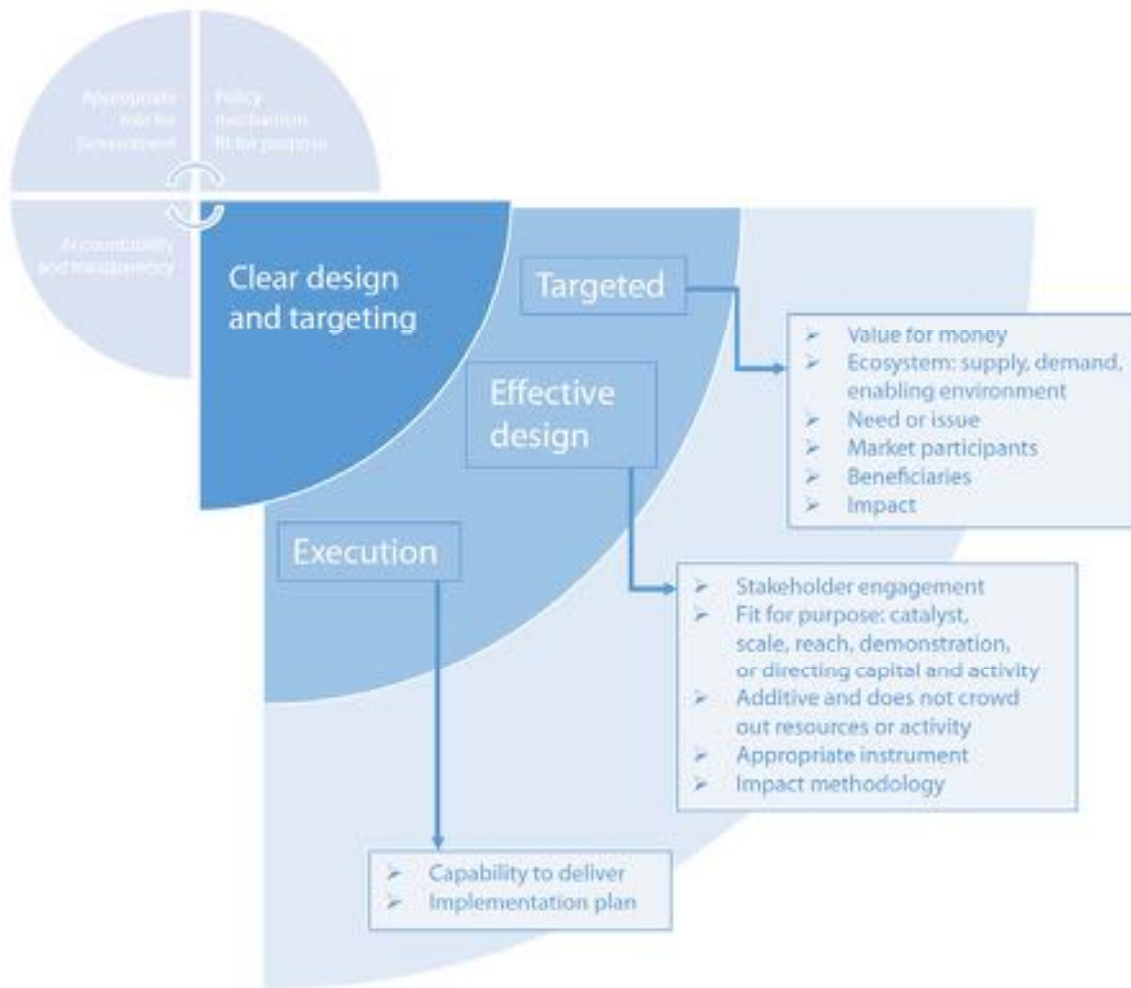 Appropriate
role for
Government
Policy
mechanism
fit for purpose
Accountability
and transparency
Clear design
and targeting
Targeted
Effective
design
Execution
➢ Value for money
➢ Ecosystem: supply, demand,
enabling environment
➢ Need or issue
➢ Market participants
➢ Beneficiaries
➢ Impact
➢ Stakeholder engagement
➢ Fit for purpose: catalyst,
scale, reach, demonstration,
or directing capital and activity
➢ Additive and does not crowd
out resources or activity
➢ Appropriate instrument
➢ Impact methodology
➢ Capability to deliver
➢ Implementation plan